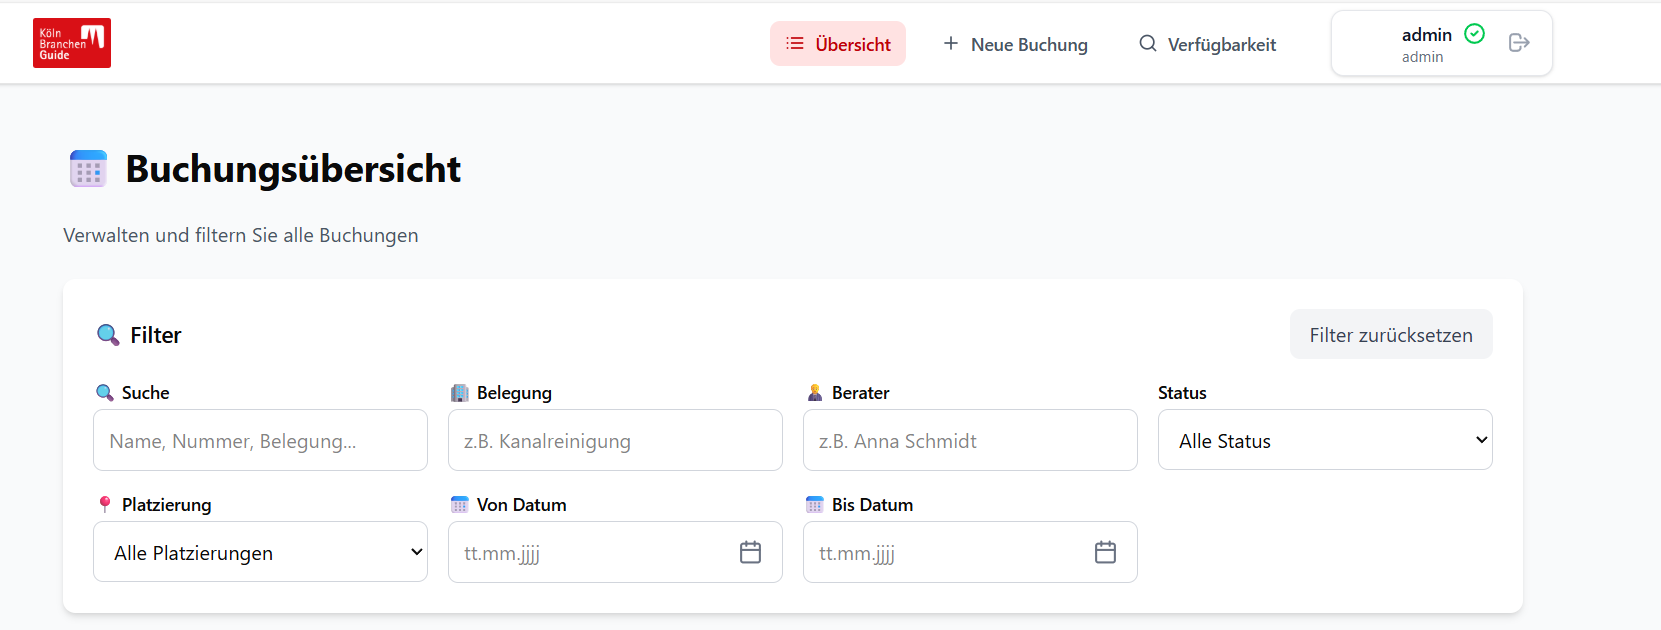 Köln
Branchen
Guide
Übersicht
Neue Buchung
Verfügbarkeit
admin
admin
Buchungsübersicht
Verwalten und filtern Sie alle Buchungen
Filter
Filter zurücksetzen
Suche
Belegung
Berater
Status
Name, Nummer, Belegung...
z.B. Kanalreinigung
z.B. Anna Schmidt
Alle Status
Platzierung
Von Datum
Bis Datum
Alle Platzierungen
tt.mm.jjjj
tt.mm.jjjj